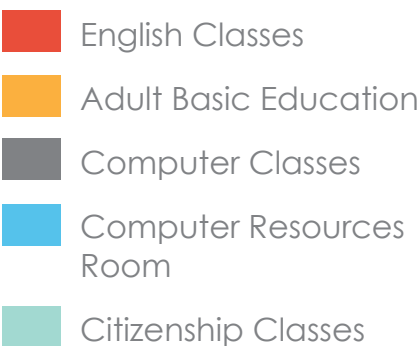 English Classes
Adult Basic Education
Computer Classes
Computer Resources
Room
Citizenship Classes